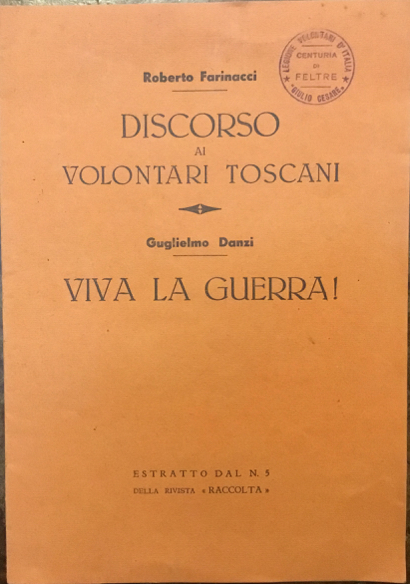 LEGIONE VOLONTARI D'ITALIA
CENTURIA
DI
FELTRE
"GIULIO CESARE"
Roberto Farinacci
DISCORSO
AI
VOLONTARI TOSCANI
Guglielmo Danzi
VIVA LA GUERRA!
ESTRATTO DAL N. 5
DELLA RIVISTA « RACCOLTA »